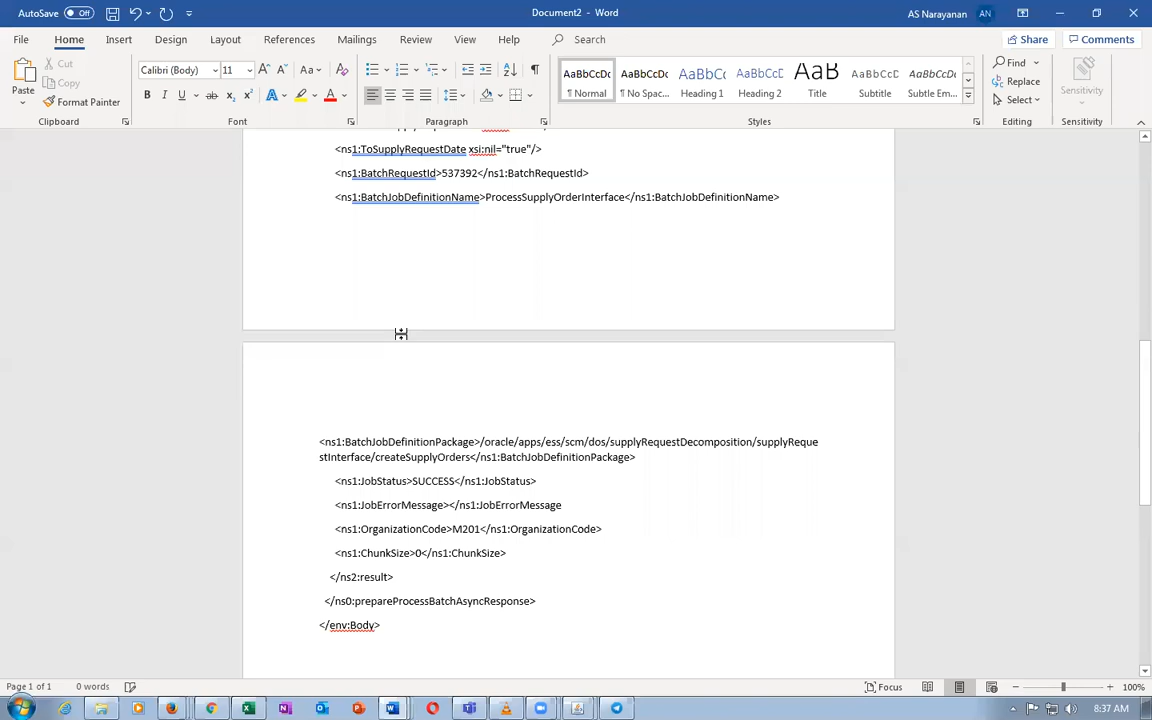 AutoSave Off
Document2 - Word
AS Narayanan AN
File Home Insert Design Layout References Mailings Review View Help Search
Share Comments
Paste
Cut
Copy
Format Painter
Clipboard
Calibri (Body) 11
Font
Paragraph
AaBbCcDc AaBbCcDc AaBbCc AaBbCcD AaB AaBbCcD AaBbCcDc
¶ Normal ¶ No Spac... Heading 1 Heading 2 Title Subtitle Subtle Em...
Styles
Find
Replace
Select
Editing
Sensitivity
Sensitivity
<ns1:ToSupplyRequestDate xsi:nil="true"/>
<ns1:BatchRequestId>537392</ns1:BatchRequestId>
<ns1:BatchJobDefinitionName>ProcessSupplyOrderInterface</ns1:BatchJobDefinitionName>
<ns1:BatchJobDefinitionPackage>/oracle/apps/ess/scm/dos/supplyRequestDecomposition/supplyReque
stInterface/createSupplyOrders</ns1:BatchJobDefinitionPackage>
<ns1:JobStatus>SUCCESS</ns1:JobStatus>
<ns1:JobErrorMessage></ns1:JobErrorMessage
<ns1:OrganizationCode>M201</ns1:OrganizationCode>
<ns1:ChunkSize>0</ns1:ChunkSize>
</ns2:result>
</ns0:prepareProcessBatchAsyncResponse>
</env:Body>
Page 1 of 1 0 words
Focus
100%
8:37 AM